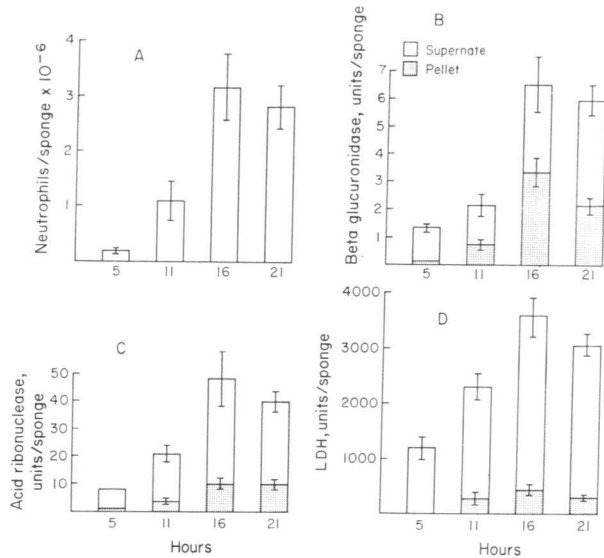 A
Neutrophils/sponge x 10⁻⁶
4
3
2
1
5 11 16 21
B
Supernate
Pellet
Beta glucuronidase, units/sponge
7
6
5
4
3
2
1
5 11 16 21
C
Acid ribonuclease,
units/sponge
50
40
30
20
10
5 11 16 21
Hours
D
LDH, units/sponge
4000
3000
2000
1000
5 11 16 21
Hours